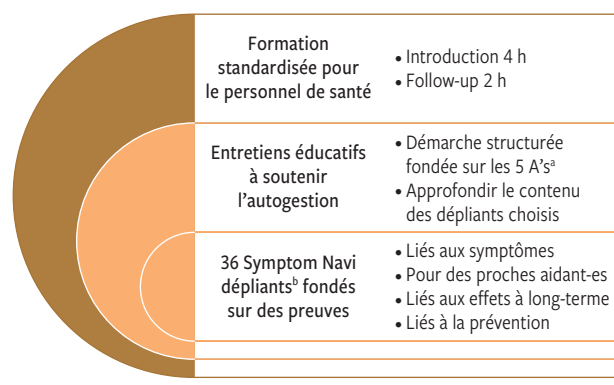 Formation
standardisée pour
le personnel de santé
• Introduction 4 h
• Follow-up 2 h
Entretiens éducatifs
à soutenir
l’autogestion
• Démarche structurée
fondée sur les 5 A’sᵃ
• Approfondir le contenu
des dépliants choisis
36 Symptom Navi
dépliantsᵇ fondés
sur des preuves
• Liés aux symptômes
• Pour des proches aidant-es
• Liés aux effets à long-terme
• Liés à la prévention